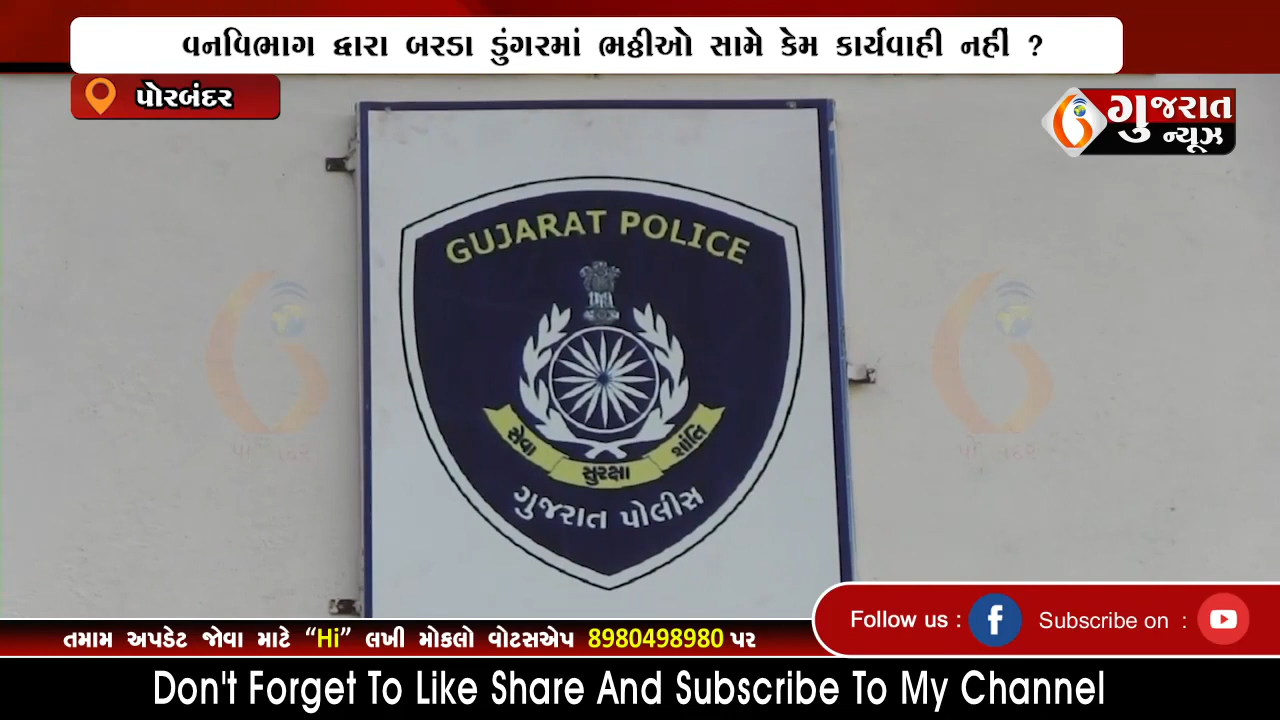 વનવિભાગ દ્વારા બરડા ડુંગરમાં ભઠ્ઠીઓ સામે કેમ કાર્યવાહી નહીં ?
પોરબંદર
ગુજરાત
ન્યૂઝ
GUJARAT POLICE
સેવા
સુરક્ષા
શાંતિ
ગુજરાત પોલીસ
તમામ અપડેટ જોવા માટે “Hi” લખી મોકલો વોટસએપ 8980498980 પર
Follow us :
Subscribe on :
Don't Forget To Like Share And Subscribe To My Channel